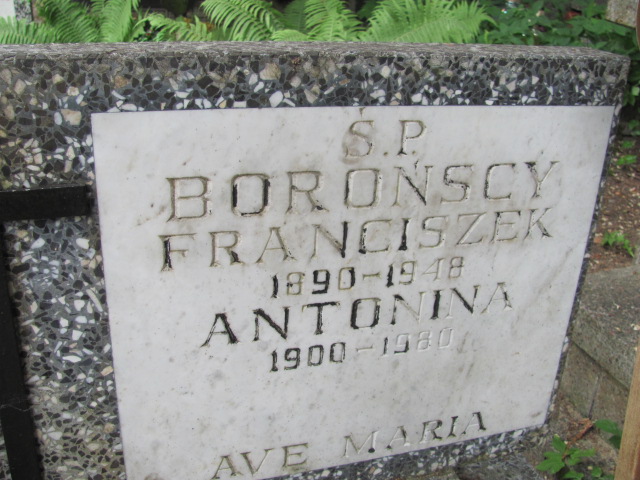 Ś.P.
BOROŃSCY
FRANCISZEK
1890-1948
ANTONINA
1900-1980
AVE MARIA